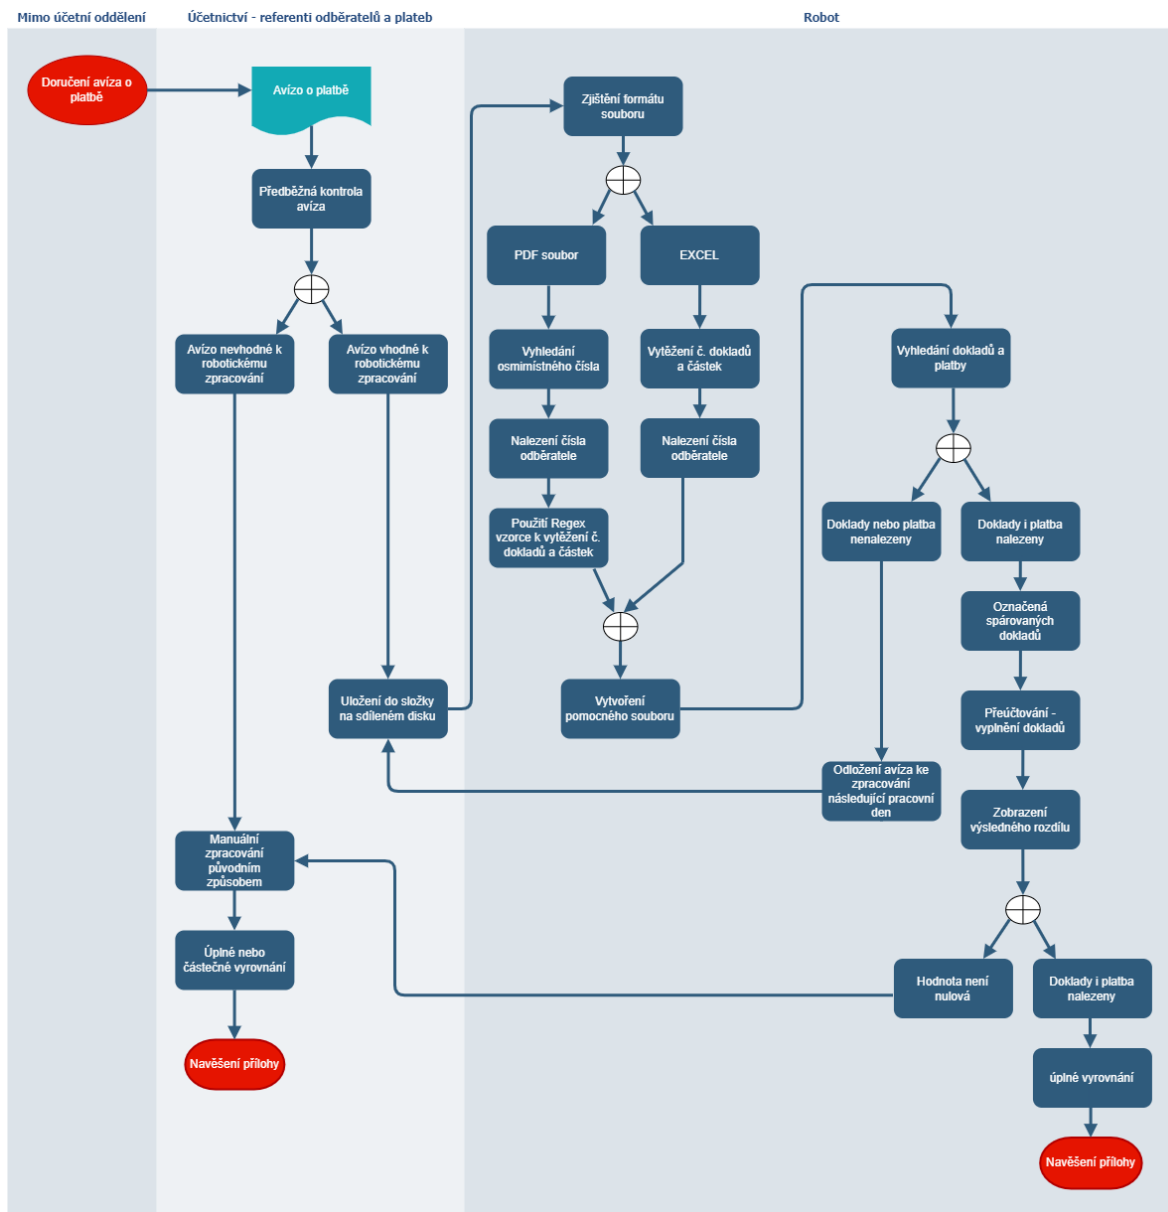 Mimo účetní oddělení
Účetnictví - referenti odběratelů a plateb
Robot
Doručení avíza o
platbě
Avízo o platbě
Předběžná kontrola
avíza
Avízo nevhodné k
robotickému
zpracování
Avízo vhodné k
robotickému
zpracování
Uložení do složky
na sdíleném disku
Manuální
zpracování
původním
způsobem
Úplné nebo
částečné vyrovnání
Navěšení přílohy
Zjištění formátu
souboru
PDF soubor
EXCEL
Vyhledání
osmimístného čísla
Vytěžení č. dokladů
a částek
Nalezení čísla
odběratele
Nalezení čísla
odběratele
Použití Regex
vzorce k vytěžení č.
dokladů a částek
Vytvoření
pomocného souboru
Vyhledání dokladů a
platby
Doklady nebo platba
nenalezeny
Doklady i platba
nalezeny
Označená
spárovaných
dokladů
Přeúčtování -
vyplnění dokladů
Odložení avíza ke
zpracování
následující pracovní
den
Zobrazení
výsledného rozdílu
Hodnota není
nulová
Doklady i platba
nalezeny
úplné vyrovnání
Navěšení přílohy